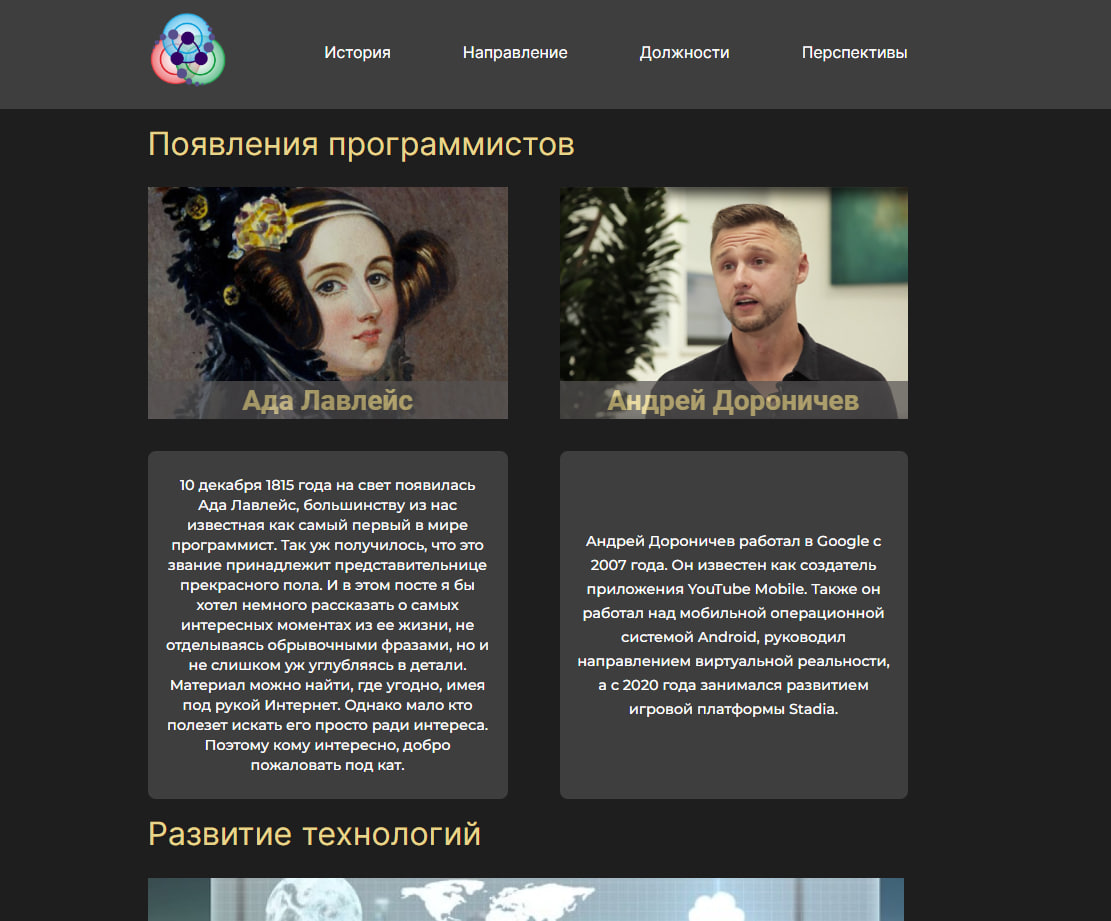 История Направление Должности Перспективы
Появления программистов
Ада Лавлейс
Андрей Дороничев
10 декабря 1815 года на свет появилась
Ада Лавлейс, большинству из нас
известная как самый первый в мире
программист. Так уж получилось, что это
звание принадлежит представительнице
прекрасного пола. И в этом посте я бы
хотел немного рассказать о самых
интересных моментах из ее жизни, не
отделываясь обрывочными фразами, но и
не слишком уж углубляясь в детали.
Материал можно найти, где угодно, имея
под рукой Интернет. Однако мало кто
полезет искать его просто ради интереса.
Поэтому кому интересно, добро
пожаловать под кат.
Андрей Дороничев работал в Google с
2007 года. Он известен как создатель
приложения YouTube Mobile. Также он
работал над мобильной операционной
системой Android, руководил
направлением виртуальной реальности,
а с 2020 года занимался развитием
игровой платформы Stadia.
Развитие технологий